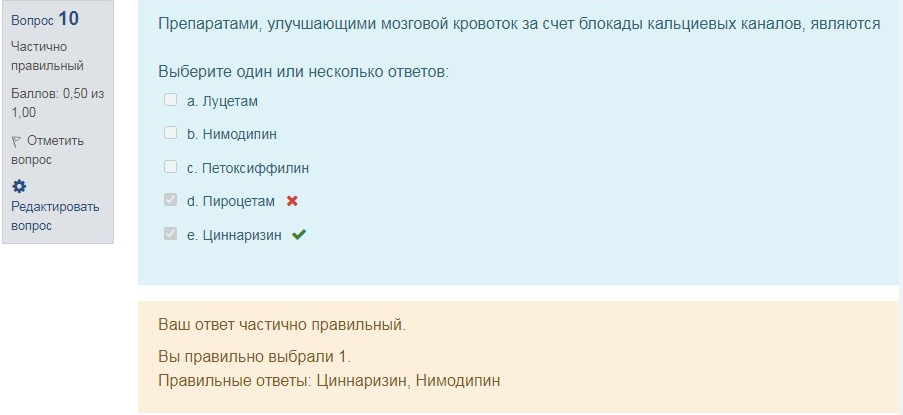 Вопрос 10
Частично
правильный
Баллов: 0,50 из
1,00
Отметить
вопрос
Редактировать
вопрос
Препаратами, улучшающими мозговой кровоток за счет блокады кальциевых каналов, являются
Выберите один или несколько ответов:
a. Луцетам
b. Нимодипин
c. Петоксиффилин
d. Пироцетам
e. Циннаризин
Ваш ответ частично правильный.
Вы правильно выбрали 1.
Правильные ответы: Циннаризин, Нимодипин